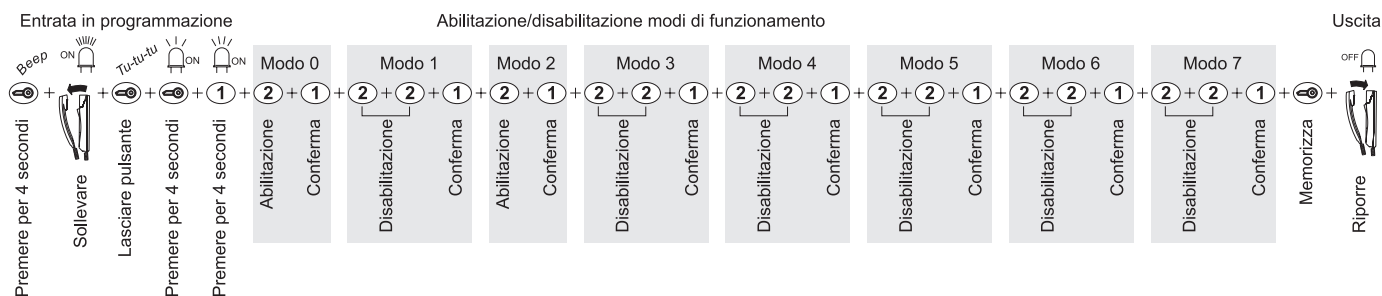 Entrata in programmazione
Abilitazione/disabilitazione modi di funzionamento
Uscita
Beep
ON
Tu-tu-tu
ON
ON
OFF
Modo 0
Modo 1
Modo 2
Modo 3
Modo 4
Modo 5
Modo 6
Modo 7
+ + + + 1 + 2 + 1 + 2 + 2 + 1 + 2 + 1 + 2 + 2 + 1 + 2 + 2 + 1 + 2 + 2 + 1 + 2 + 2 + 1 + 2 + 2 + 1 + +
Premere per 4 secondi
Sollevare
Lasciare pulsante
Premere per 4 secondi
Premere per 4 secondi
Abilitazione
Conferma
Disabilitazione
Conferma
Abilitazione
Conferma
Disabilitazione
Conferma
Disabilitazione
Conferma
Disabilitazione
Conferma
Disabilitazione
Conferma
Disabilitazione
Conferma
Memorizza
Riporre